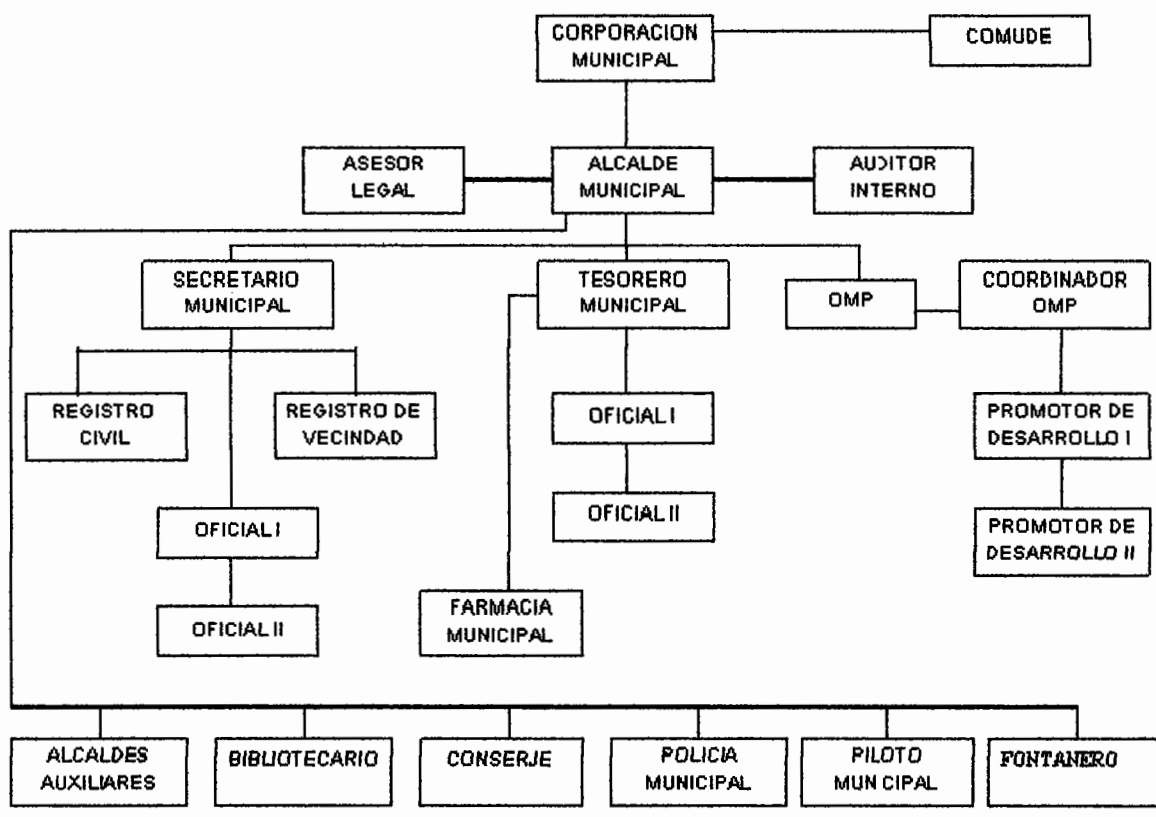 CORPORACION
MUNICIPAL
COMUDE
ASESOR
LEGAL
ALCALDE
MUNICIPAL
AUDITOR
INTERNO
SECRETARIO
MUNICIPAL
TESORERO
MUNICIPAL
OMP
COORDINADOR
OMP
REGISTRO
CIVIL
REGISTRO DE
VECINDAD
OFICIAL I
PROMOTOR DE
DESARROLLO I
OFICIAL I
OFICIAL II
PROMOTOR DE
DESARROLLO II
OFICIAL II
FARMACIA
MUNICIPAL
ALCALDES
AUXILIARES
BIBLIOTECARIO
CONSERJE
POLICIA
MUNICIPAL
PILOTO
MUN CIPAL
FONTANERO